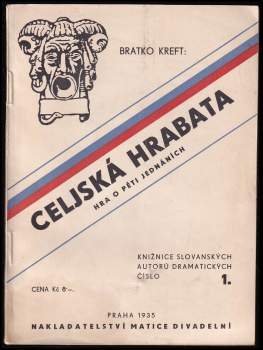 BRATKO KREFT:
CELJSKÁ HRABATA
HRA O PĚTI JEDNÁNÍCH
KNIŽNICE SLOVANSKÝCH
AUTORŮ DRAMATICKÝCH
ČÍSLO 1.
CENA Kč 8·–.
PRAHA 1935
NAKLADATELSTVÍ MATICE DIVADELNÍ